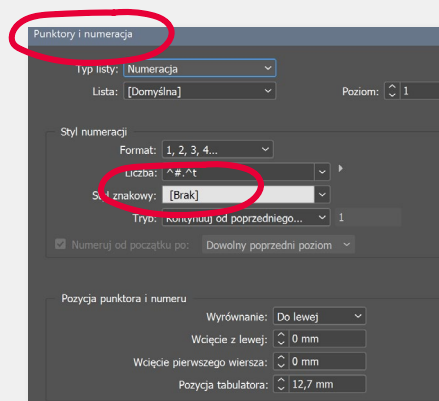 Punktory i numeracja
Typ listy: Numeracja
Lista: [Domyślna] Poziom: 1
Styl numeracji
Format: 1, 2, 3, 4...
Liczba: ^#.^t
znakowy: [Brak]
Tryb: Kontynuuj od poprzedniego... 1
Numeruj od początku po: Dowolny poprzedni poziom
Pozycja punktora i numeru
Wyrównanie: Do lewej
Wcięcie z lewej: 0 mm
Wcięcie pierwszego wiersza: 0 mm
Pozycja tabulatora: 12,7 mm